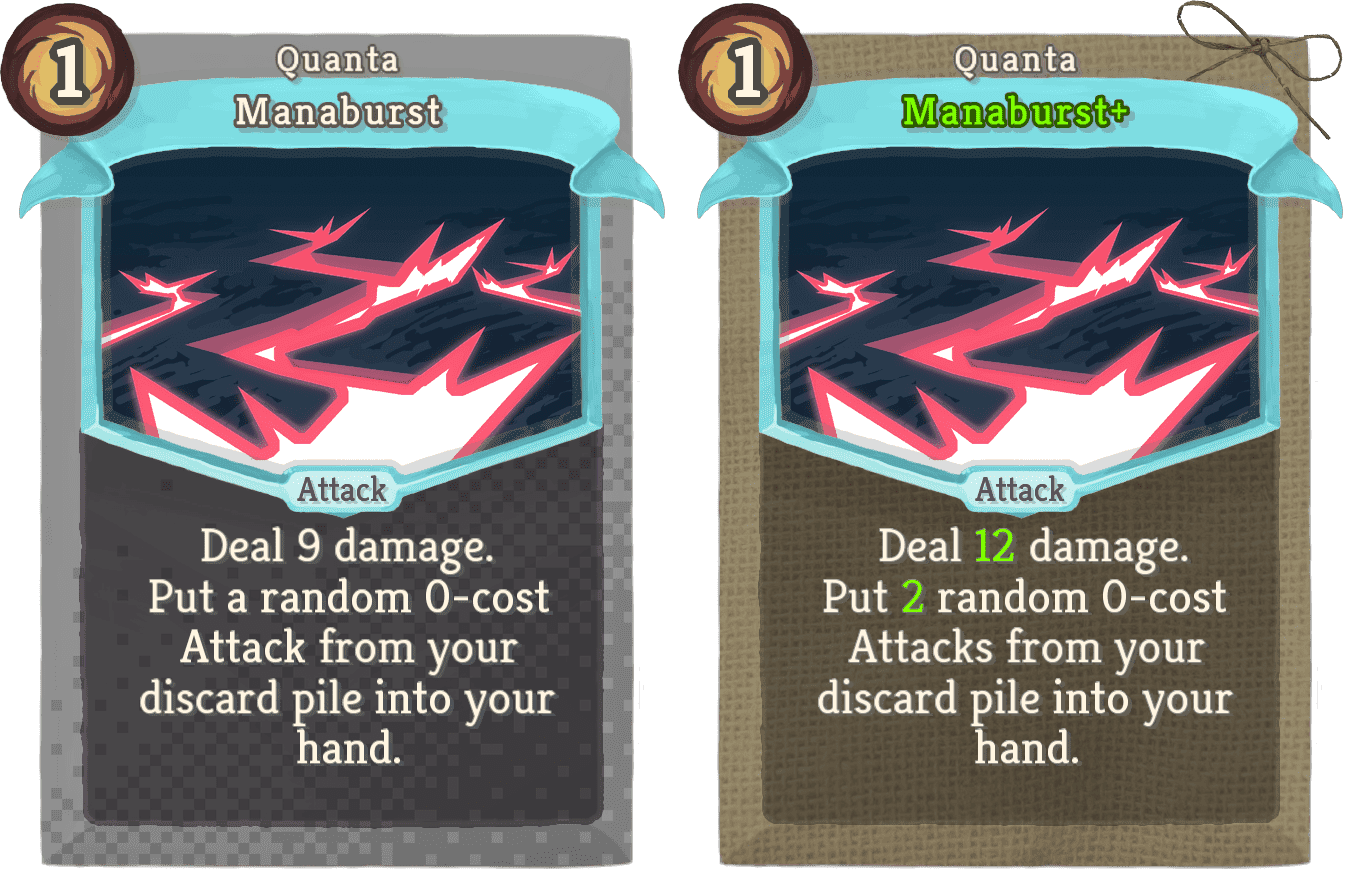 1
Quanta
Manaburst
Attack
Deal 9 damage.
Put a random 0-cost
Attack from your
discard pile into your
hand.
1
Quanta
Manaburst+
Attack
Deal 12 damage.
Put 2 random 0-cost
Attacks from your
discard pile into your
hand.